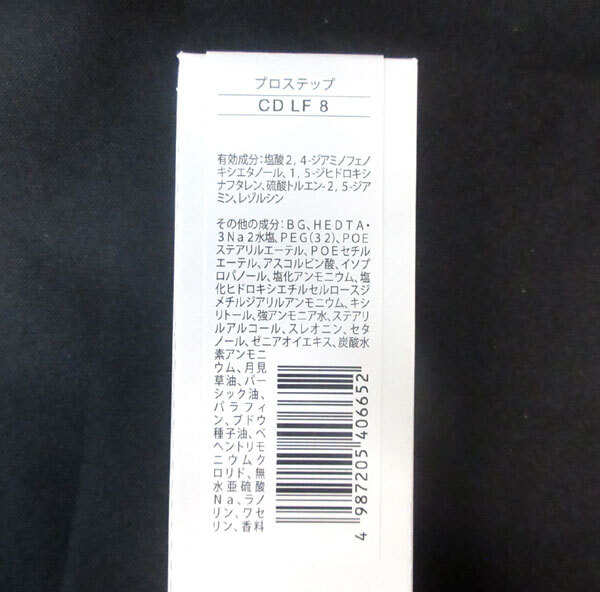 プロステップ
CD LF 8
有効成分：塩酸2，4-ジアミノフェノ
キシエタノール、1，5-ジヒドロキシ
ナフタレン、硫酸トルエン-2，5-ジア
ミン、レゾルシン
その他の成分：BG、HEDTA・
3Na2水塩、PEG(32)、POE
ステアリルエーテル、POEセチル
エーテル、アスコルビン酸、イソプ
ロパノール、塩化アンモニウム、塩
化ヒドロキシエチルセルロースジ
メチルジアリルアンモニウム、キシ
リトール、強アンモニア水、ステアリ
ルアルコール、スレオニン、セタ
ノール、ゼニアオイエキス、炭酸水
素アンモニ
ウム、月見
草油、パー
シック油、
パラフィ
ン、ブドウ
種子油、ベ
ヘントリモ
ニウムク
ロリド、無
水亜硫酸
Na、ラノ
リン、ワセ
リン、香料
4 987205 406652